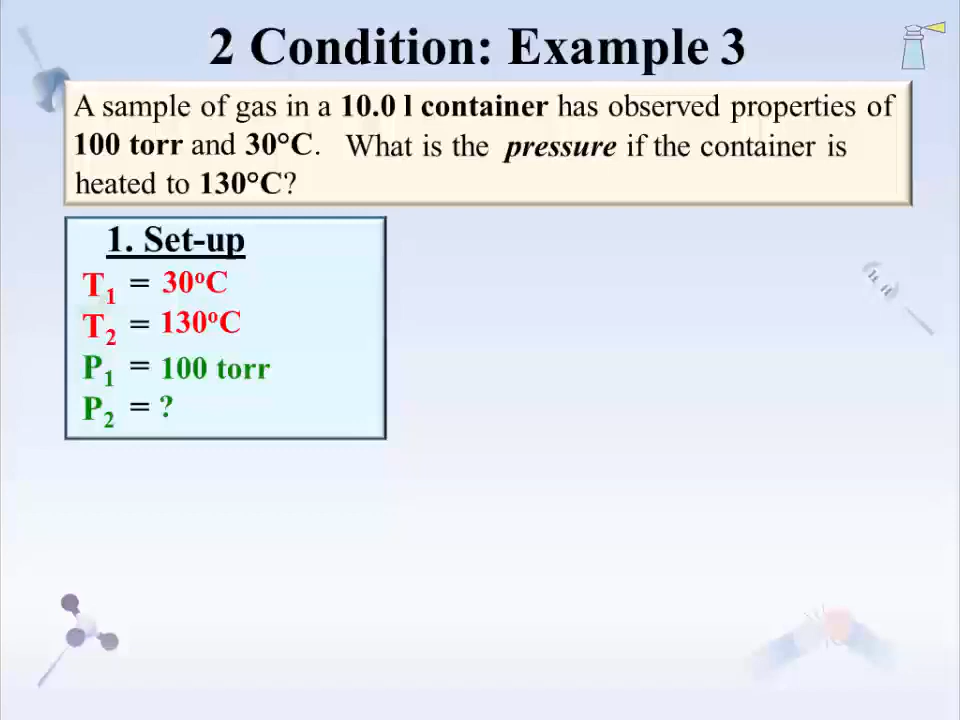 2 Condition: Example 3
A sample of gas in a 10.0 l container has observed properties of
100 torr and 30°C. What is the pressure if the container is
heated to 130°C?
1. Set-up
T₁ = 30°C
T₂ = 130°C
P₁ = 100 torr
P₂ = ?